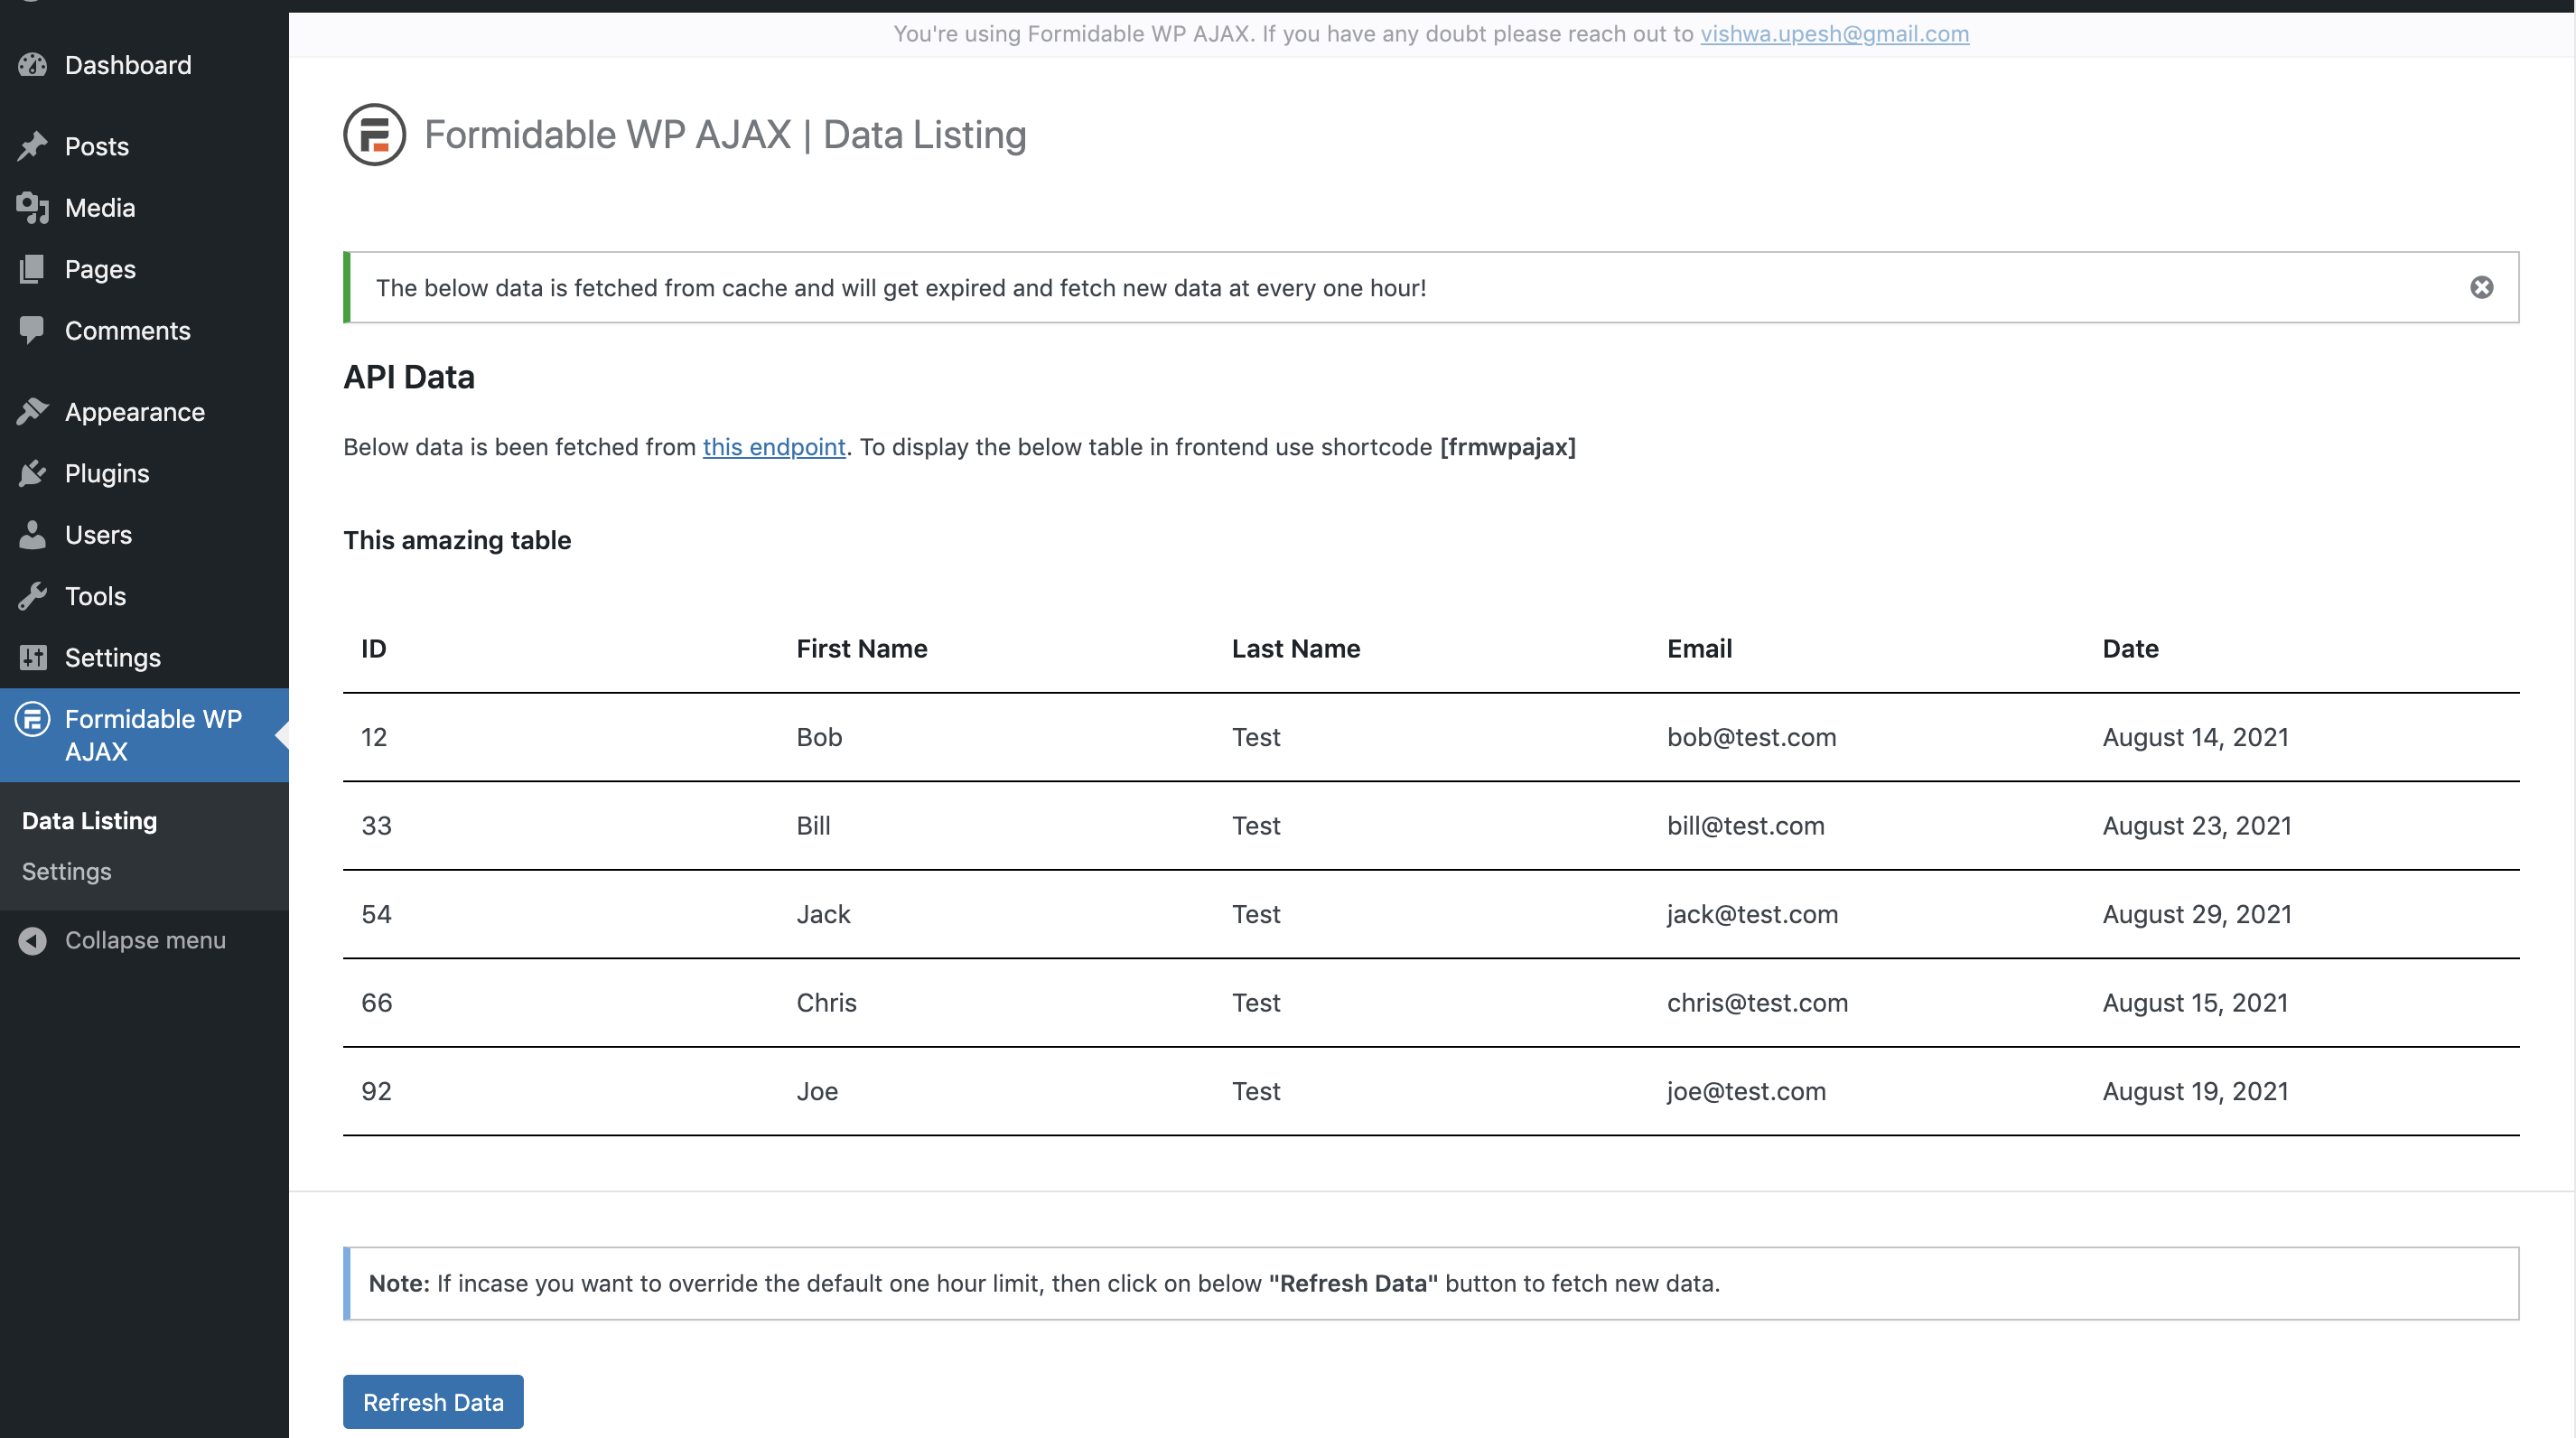 You're using Formidable WP AJAX. If you have any doubt please reach out to vishwa.upesh@gmail.com
Dashboard
Posts
Media
Pages
Comments
Appearance
Plugins
Users
Tools
Settings
Formidable WP
AJAX
Data Listing
Settings
Collapse menu
Formidable WP AJAX | Data Listing
The below data is fetched from cache and will get expired and fetch new data at every one hour!
API Data
Below data is been fetched from this endpoint. To display the below table in frontend use shortcode [frmwpajax]
This amazing table
ID First Name Last Name Email Date
12 Bob Test bob@test.com August 14, 2021
33 Bill Test bill@test.com August 23, 2021
54 Jack Test jack@test.com August 29, 2021
66 Chris Test chris@test.com August 15, 2021
92 Joe Test joe@test.com August 19, 2021
Note: If incase you want to override the default one hour limit, then click on below "Refresh Data" button to fetch new data.
Refresh Data